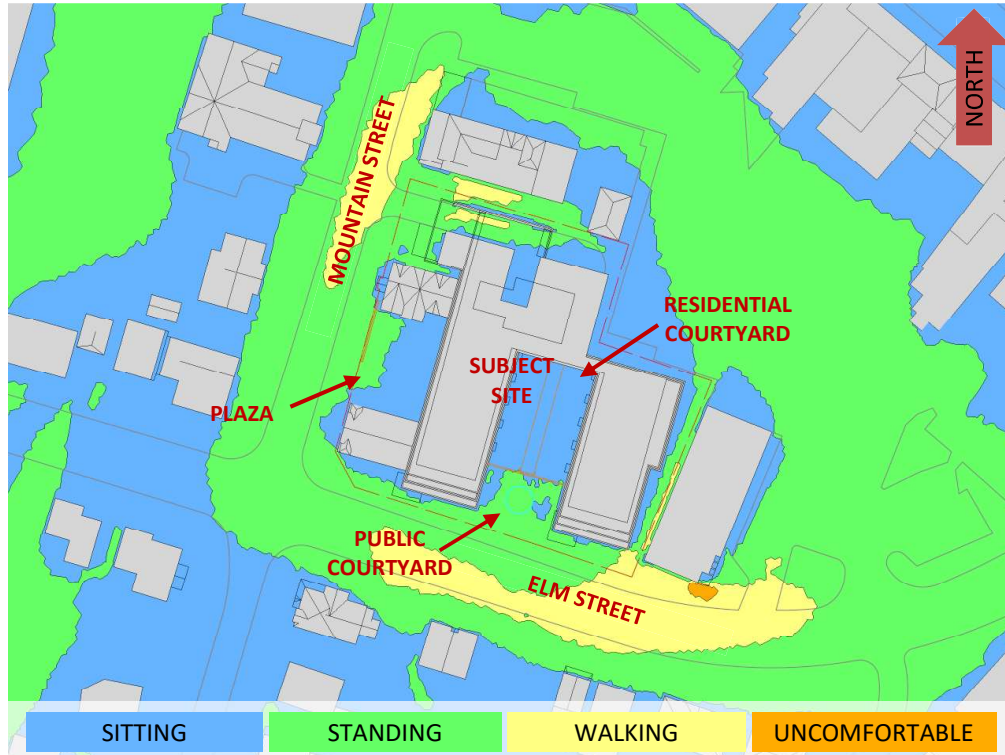 NORTH
MOUNTAIN STREET
RESIDENTIAL
COURTYARD
SUBJECT
SITE
PLAZA
PUBLIC
COURTYARD
ELM STREET
SITTING
STANDING
WALKING
UNCOMFORTABLE